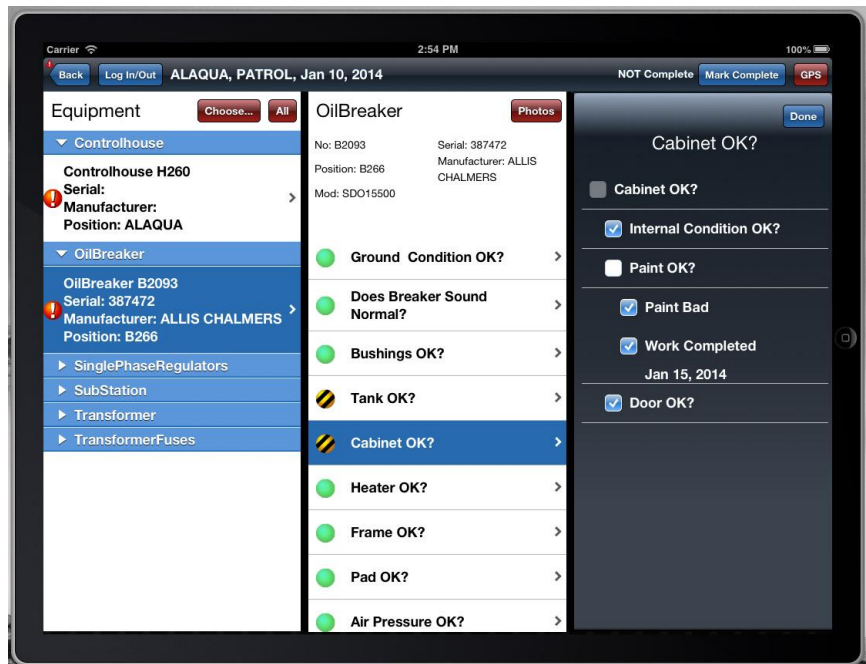 Carrier
2:54 PM
100%
!
Back
Log In/Out
ALAQUA, PATROL, Jan 10, 2014
NOT Complete
Mark Complete
GPS
Equipment
Choose...
All
Controlhouse
Controlhouse H260
Serial:
!
Manufacturer:
Position: ALAQUA
OilBreaker
OilBreaker B2093
Serial: 387472
!
Manufacturer: ALLIS CHALMERS
Position: B266
SinglePhaseRegulators
SubStation
Transformer
TransformerFuses
OilBreaker
Photos
No: B2093
Position: B266
Mod: SDO15500
Serial: 387472
Manufacturer: ALLIS
CHALMERS
Ground Condition OK?
Does Breaker Sound
Normal?
Bushings OK?
Tank OK?
Cabinet OK?
Heater OK?
Frame OK?
Pad OK?
Air Pressure OK?
Done
Cabinet OK?
Cabinet OK?
Internal Condition OK?
Paint OK?
Paint Bad
Work Completed
Jan 15, 2014
Door OK?